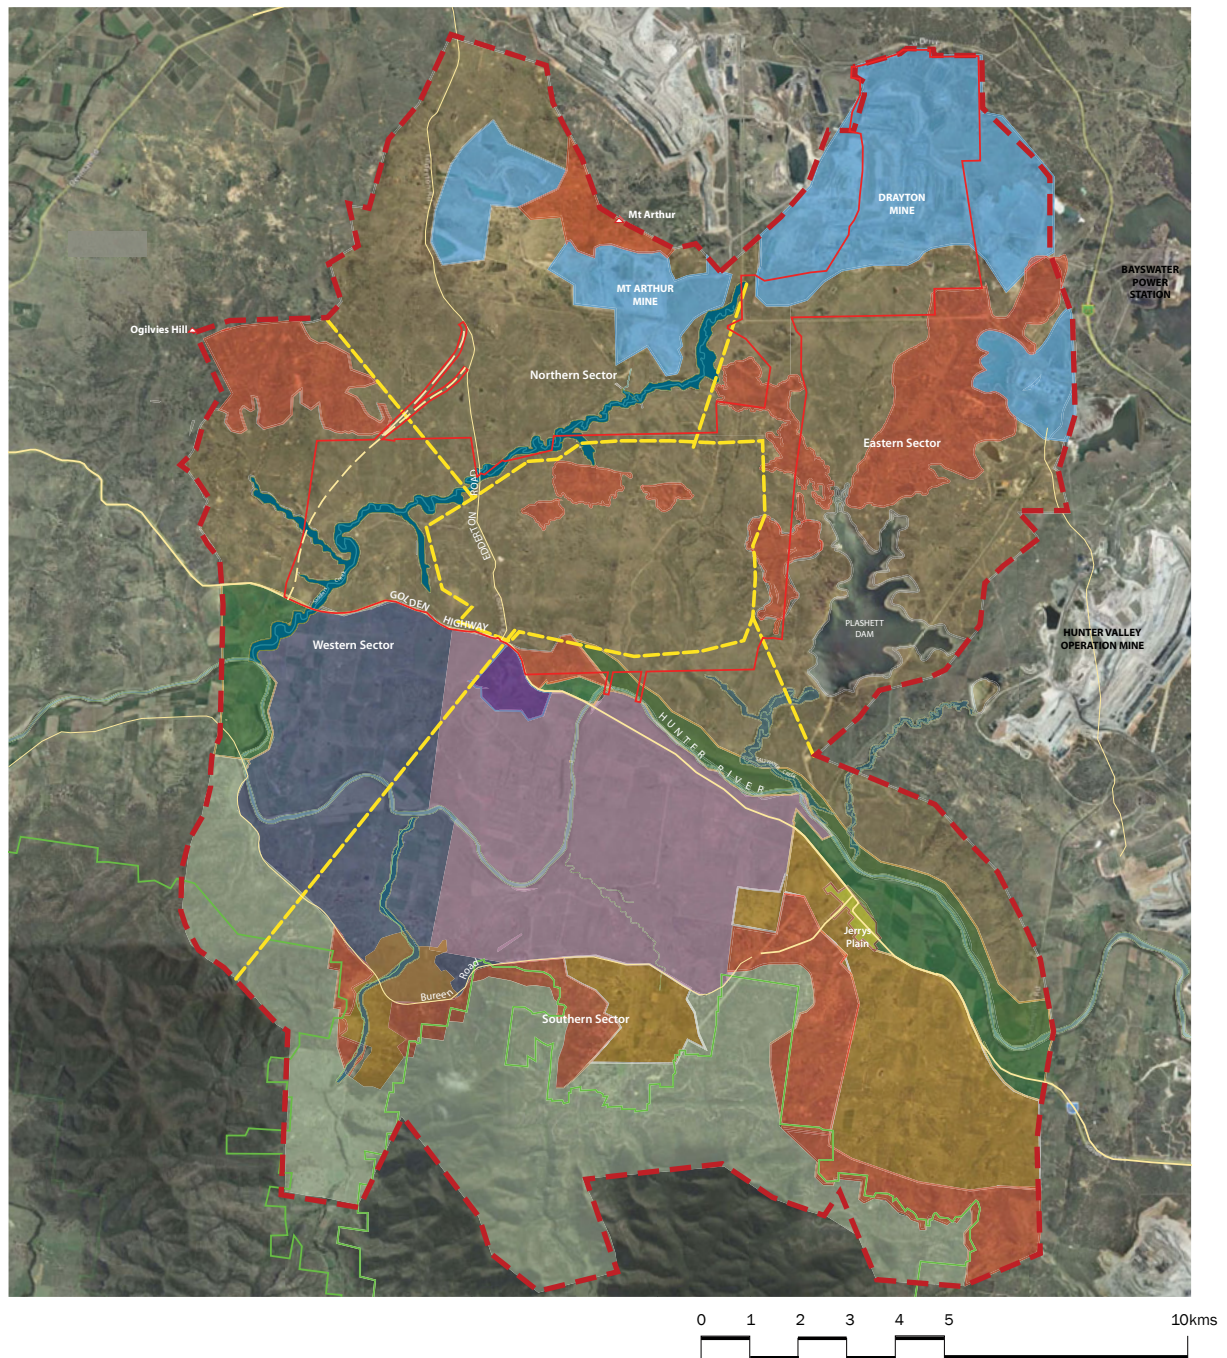 Mt Arthur
DRAYTON
MINE
BAYSWATER
POWER
STATION
MT ARTHUR
MINE
Ogilvies Hill
Northern Sector
Eastern Sector
EDDERTON ROAD
GOLDEN
HIGHWAY
PLASHETT
DAM
HUNTER VALLEY
OPERATION MINE
Western Sector
HUNTER RIVER
Jerrys
Plain
Bureen Road
Southern Sector
0 1 2 3 4 5 10kms